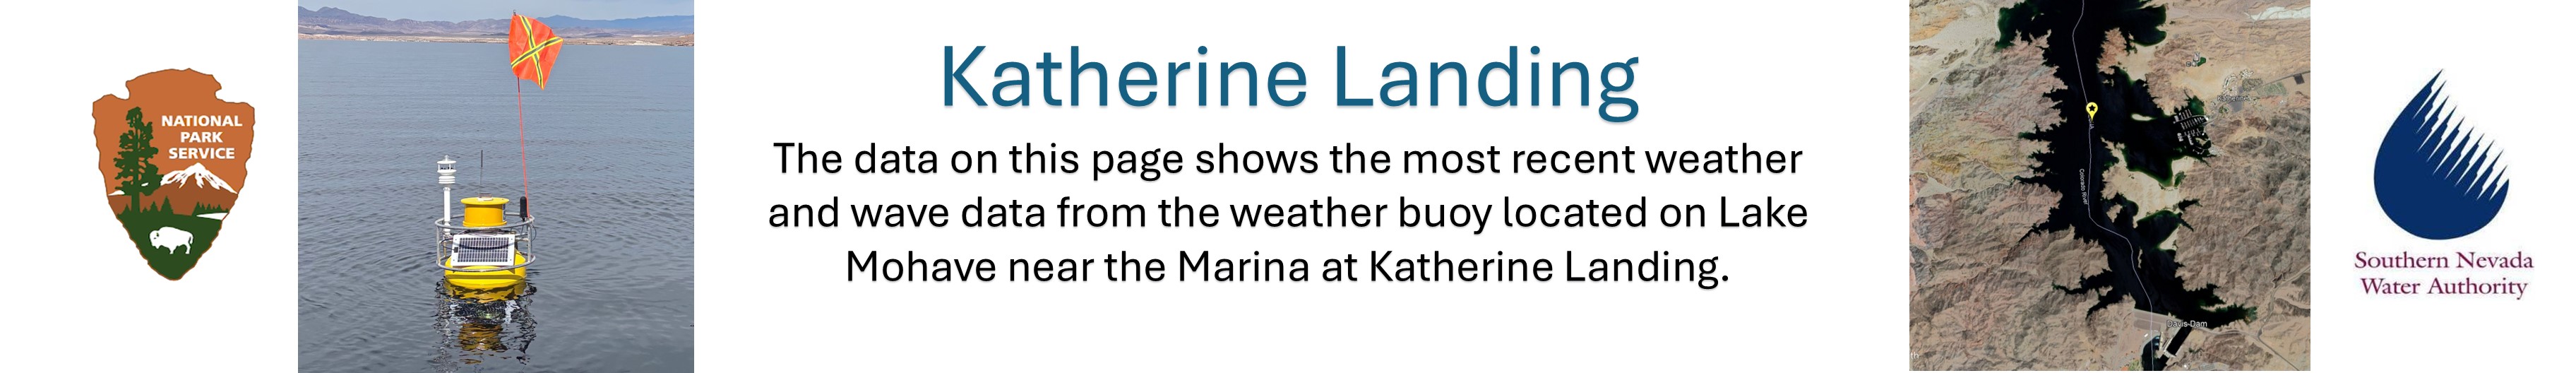 NATIONAL
PARK
SERVICE
Katherine Landing
The data on this page shows the most recent weather
and wave data from the weather buoy located on Lake
Mohave near the Marina at Katherine Landing.
Colorado River
Davis Dam
Southern Nevada
Water Authority